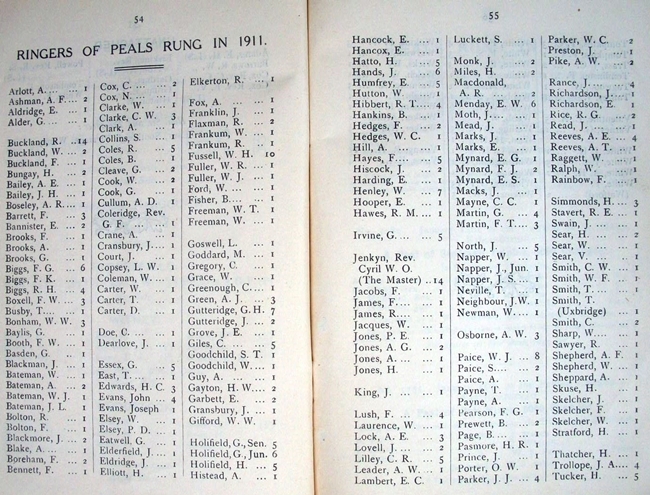 54
RINGERS OF PEALS RUNG IN 1911.
Arlott, A. ... ... 1
Ashman, A. F. ... 2
Aldridge, E. ... 1
Alder, G. ... ... 1
Buckland, R. ... 14
Buckland, W. ... 2
Buckland, F. ... 1
Bungay, H. ... 2
Bailey, A. E. ... 1
Bailey, J. H. ... 1
Boseley, A. R. ... 1
Barrett, F. ... 3
Bannister, E. ... 2
Brooks, F. ... 1
Brooks, A. ... 1
Brooks, G. ... 1
Biggs, F. G. ... 6
Biggs, F. K. ... 1
Biggs, R. H. ... 4
Boxell, F. W. ... 3
Busby, T. ... ... 1
Bonham, W. W. 3
Baylis, G. ... 1
Booth, F. W. ... 1
Basden, G. ... 1
Blackman, J. ... 1
Bateman, W. ... 1
Bateman, A. ... 2
Bateman, W. J. 1
Bateman, J. L. 1
Bolton, R. ... 1
Bolton, F. ... 1
Blackmore, J. ... 2
Blake, A. ... ... 1
Boreham, F. ... 2
Bennett, F. ... 1
Cox, C. ... ... 2
Cox, N. ... ... 1
Clarke, W. ... 1
Clarke, C. W. 3
Clark, A. ... 1
Collins, S. ... 1
Coles, R. ... 5
Coles, B. ... 1
Cleave, G. ... 2
Cook, W. ... 2
Cook, G. ... 1
Cullum, A. D. 1
Coleridge, Rev.
G. F. ... ... 1
Crane, A. ... 1
Cransbury, J. ... 1
Court, J. ... 1
Copsey, L. W. 1
Coleman, W. ... 1
Carter, W. ... 1
Carter, T. ... 1
Carter, D. ... 1
Doe, C. ... ... 1
Dearlove, J. ... 1
Essex, G. ... 5
East, T. ... ... 1
Edwards, H. C. 3
Evans, John ... 4
Evans, Joseph 1
Elsey, W. ... 1
Elsey, P. D. ... 1
Eatwell, G. ... 1
Elderfield, J. ... 1
Eldridge, J. ... 1
Elliott, H. ... 1
Elkerton, R. ... 1
Fox, A. ... ... 1
Franklin, J. ... 1
Flaxman, R. ... 2
Frankum, W. ... 1
Frankum, R. ... 1
Fussell, W. H. 10
Fuller, W. R. ... 1
Fuller, W. J. ... 1
Ford, W. ... ... 1
Fisher, B. ... ... 1
Freeman, W. T. 1
Freeman, W. ... 1
Goswell, L. ... 1
Goddard, M. ... 1
Gregory, C. ... 1
Grace, W. ... 1
Greenough, C. ... 1
Green, A. J. ... 3
Gutteridge, G. H. 7
Gutteridge, J. ... 2
Grove, J. E. ... 1
Giles, C. ... ... 5
Goodchild, S. T. 1
Goodchild, W. ... 1
Guy, A. ... ... 1
Gayton, H. W. ... 2
Garbett, E. ... 2
Gransbury, J. ... 1
Gifford, W. W. 1
Holifield, G., Sen. 5
Holifield, G., Jun. 6
Holifield, H. ... 5
Histead, A. ... 1
55
Hancock, E. ... 1
Hancox, E. ... 1
Hatto, H. ... 5
Hands, J. ... 6
Humfrey, E. ... 5
Hutton, W. ... 1
Hibbert, R. T. ... 4
Hankins, B. ... 1
Hedges, F. ... 2
Hedges, W. C. 1
Hill, A. ... ... 1
Hayes, F. ... ... 5
Hiscock, J. ... 2
Harding, E. ... 1
Henley, W. ... 7
Hooper, E. ... 1
Hawes, R. M. ... 1
Irvine, G. ... ... 5
Jenkyn, Rev.
Cyril W. O.
(The Master) ... 14
Jacobs, F. ... 1
James, F. ... ... 1
James, R. ... ... 1
Jacques, W. ... 1
Jones, P. E. ... 1
Jones, A. G. ... 2
Jones, A. ... ... 1
Jones, H. ... 1
King, J. ... ... 1
Lush, F. ... ... 4
Laurence, W. ... 1
Lock, A. E. ... 3
Lovell, J. ... ... 2
Lilley, C. R. ... 5
Leader, A. W. ... 1
Lambert, E. C. 1
Luckett, S. ... 1
Monk, J. ... ... 2
Miles, H. ... ... 2
Macdonald,
A. R. ... ... 2
Menday, E. W. 6
Moth, J. ... ... 1
Mead, J. ... ... 1
Marks, J. ... 1
Marks, E. ... 1
Mynard, E. G. 1
Mynard, F. J. 2
Mynard, E. S. 1
Macks, J. ... 1
Mayne, C. C. 1
Martin, G. ... 4
Martin, F. T. ... 3
North, J. ... 5
Napper, W. ... 1
Napper, J., Jun. 1
Napper, J. S. ... 1
Neville, T. ... 1
Neighbour, J.W. 1
Newman, W. ... 1
Osborne, A. W. 3
Paice, W. J. ... 8
Paice, S. ... ... 2
Paice, A. ... 1
Payne, T. ... 1
Payne, A. ... 1
Pearson, F. G. 1
Prewett, B. ... 2
Page, B. ... ... 1
Pasmore, H. R. 1
Prince, J. ... 1
Porter, O. W. 1
Parker, J. J. ... 4
Parker, W. C. 2
Preston, J. ... 1
Pike, A. W. ... 2
Rance, J. ... ... 4
Richardson, J. ... 1
Richardson, E. 1
Rice, R. G. ... 2
Read, J. ... ... 1
Reeves, A. E. ... 4
Reeves, A. T. 1
Raggett, W. ... 1
Ralph, W. ... 1
Rainbow, F. ... 1
Simmonds, H. ... 3
Stavert, R. E. 1
Swain, J. ... ... 1
Sear, H. ... ... 2
Sear, W. ... ... 1
Sear, V. ... ... 1
Smith, C. W. ... 1
Smith, W. F. ... 1
Smith, T. ... 1
Smith, T.
(Uxbridge) ... 1
Smith, C. ... 2
Sharp, W. ... 1
Sawyer, R. ... 1
Shepherd, A. F. 1
Shepherd, W. ... 1
Sheppard, A. ... 1
Skuse, H. ... 1
Skelcher, J. ... 1
Skelcher, F. ... 1
Skelcher, W. ... 1
Stratford, H. ... 1
Thatcher, H. ... 1
Trollope, J. A. ... 4
Tucker, H. ... 5